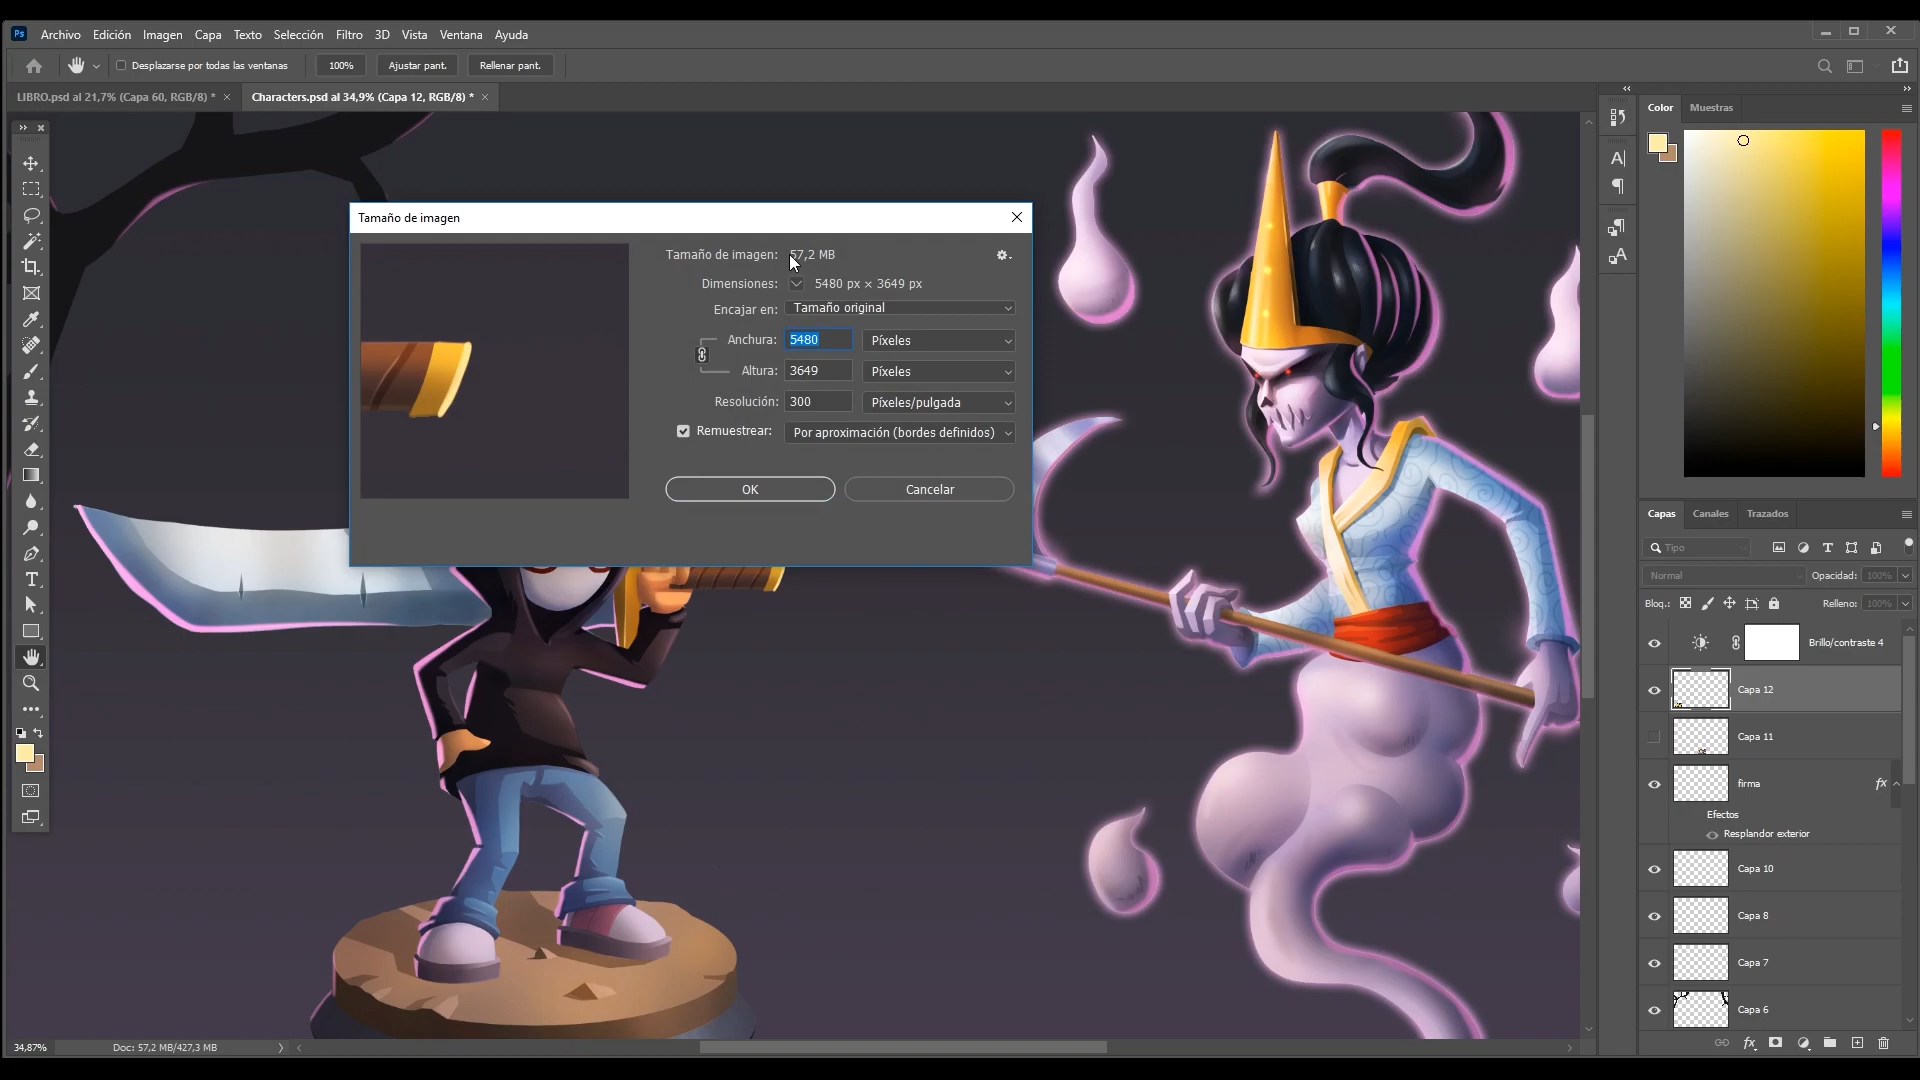 Ps Archivo Edición Imagen Capa Texto Selección Filtro 3D Vista Ventana Ayuda
Desplazarse por todas las ventanas 100% Ajustar pant. Rellenar pant.
LIBRO.psd al 21,7% (Capa 60, RGB/8) * Characters.psd al 34,9% (Capa 12, RGB/8) *
Color Muestras
Tamaño de imagen
Tamaño de imagen: 57,2 MB
Dimensiones: 5480 px × 3649 px
Encajar en: Tamaño original
Anchura: 5480 Píxeles
Altura: 3649 Píxeles
Resolución: 300 Píxeles/pulgada
Remuestrear: Por aproximación (bordes definidos)
OK Cancelar
Capas Canales Trazados
Tipo
Normal Opacidad: 100%
Bloq.: Relleno: 100%
Brillo/contraste 4
Capa 12
Capa 11
firma fx
Efectos
Resplandor exterior
Capa 10
Capa 8
Capa 7
Capa 6
34,87% Doc: 57,2 MB/427,3 MB